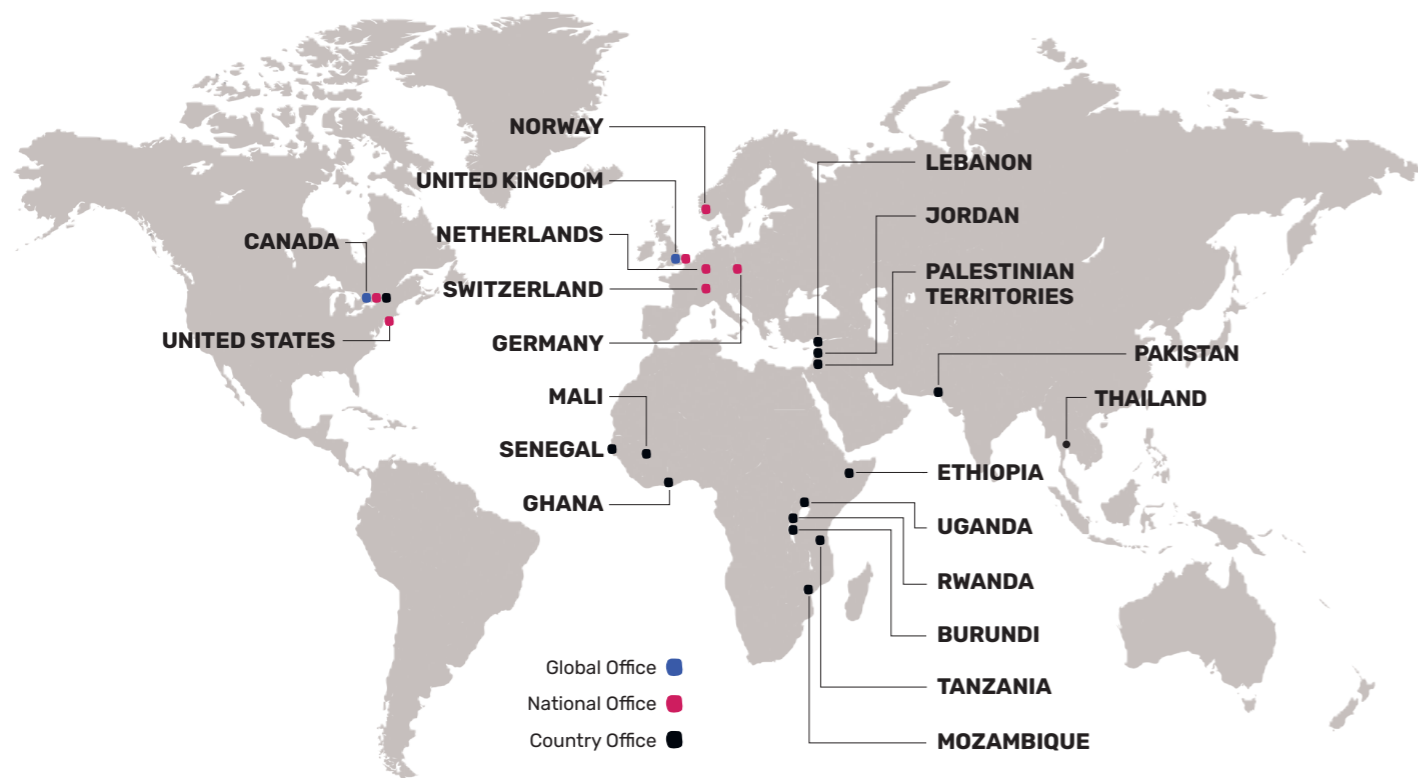 NORWAY
UNITED KINGDOM
NETHERLANDS
CANADA
SWITZERLAND
UNITED STATES
GERMANY
MALI
SENEGAL
GHANA
LEBANON
JORDAN
PALESTINIAN
TERRITORIES
PAKISTAN
THAILAND
ETHIOPIA
UGANDA
RWANDA
BURUNDI
TANZANIA
MOZAMBIQUE
Global Office
National Office
Country Office